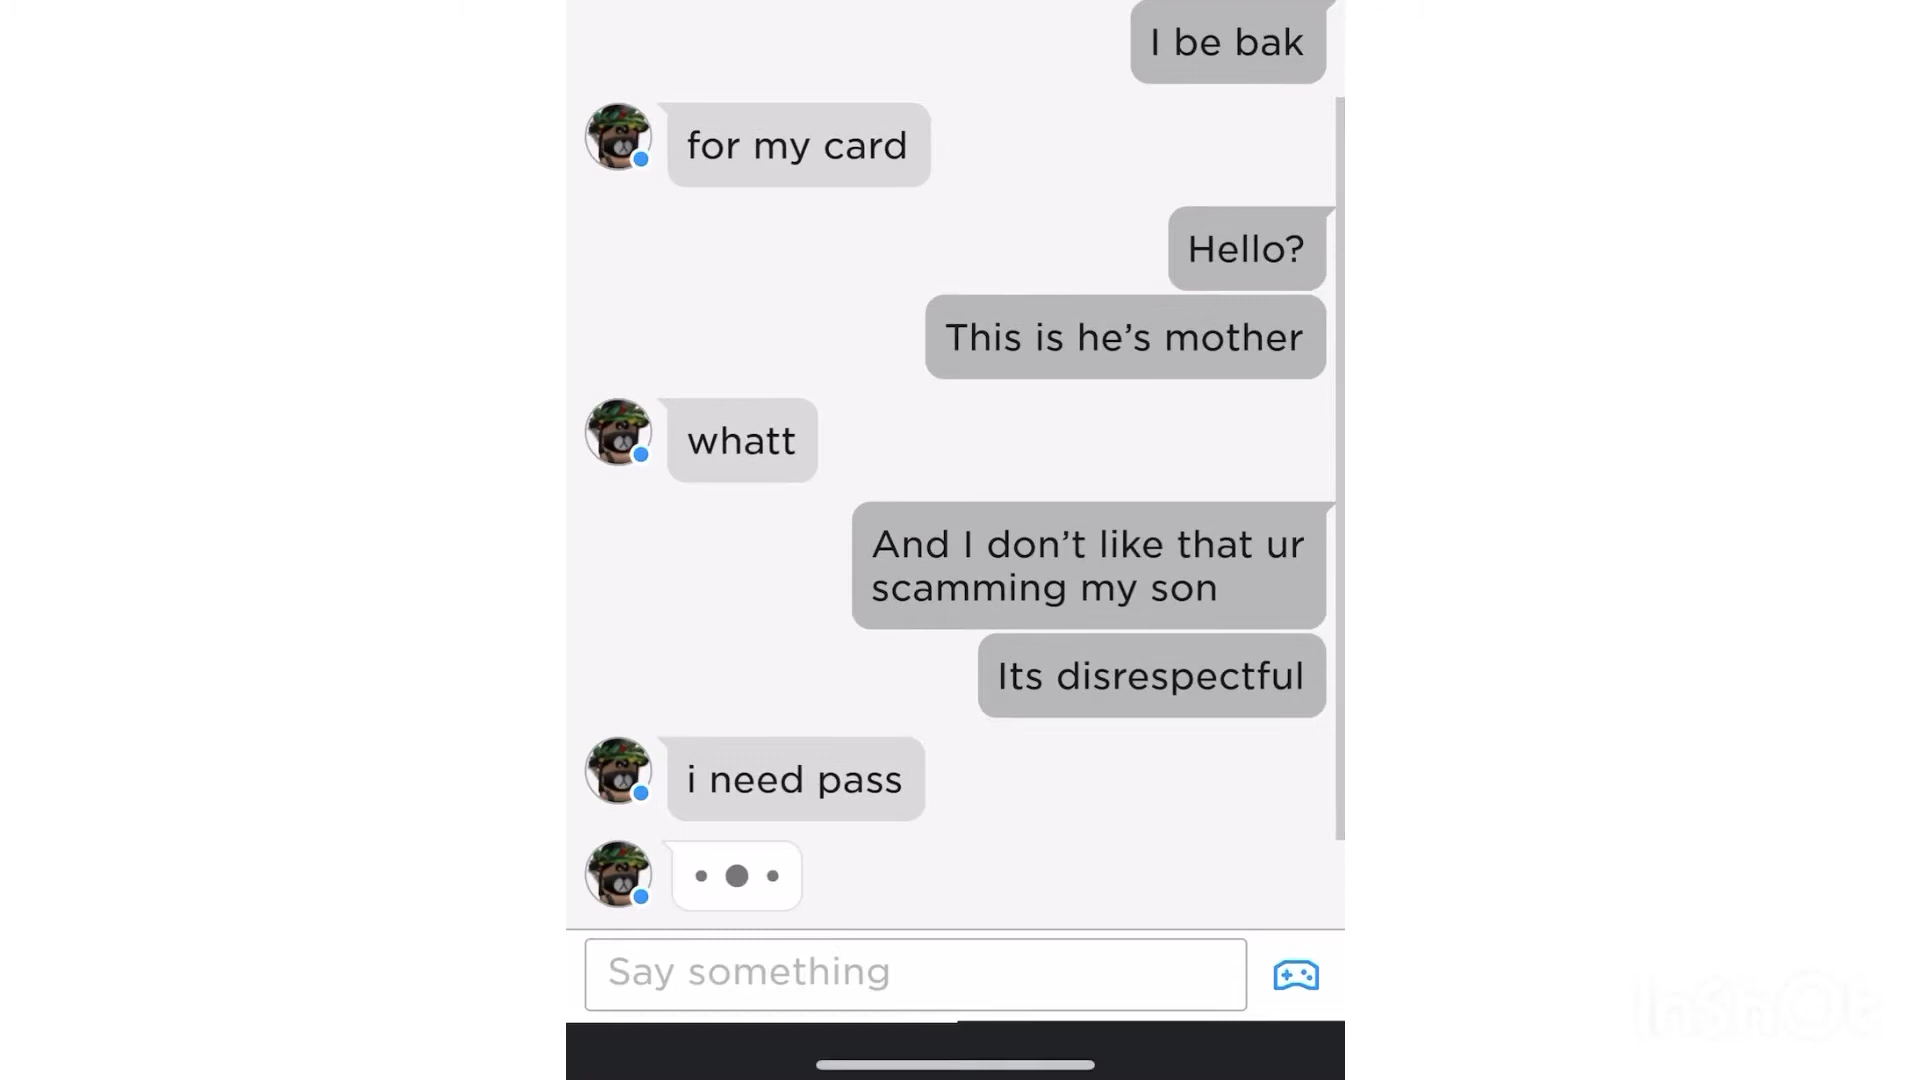 I be bak
for my card
Hello?
This is he's mother
whatt
And I don't like that ur
scamming my son
Its disrespectful
i need pass
Say something
InShOt